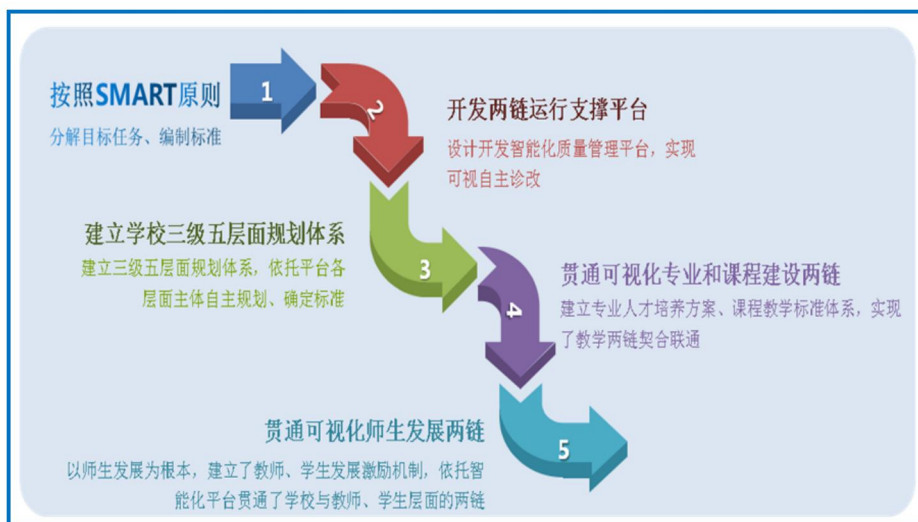 按照SMART原则
分解目标任务、编制标准
1
2
开发两链运行支撑平台
设计开发智能化质量管理平台，实现
可视自主诊改
建立学校三级五层面规划体系
建立三级五层面规划体系，依托平台各
层面主体自主规划、确定标准
3
4
贯通可视化专业和课程建设两链
建立专业人才培养方案、课程教学标准体系，实现
了教学两链契合联通
贯通可视化师生发展两链
以师生发展为根本，建立了教师、学生发展激励机制，依托智
能化平台贯通了学校与教师、学生层面的两链
5